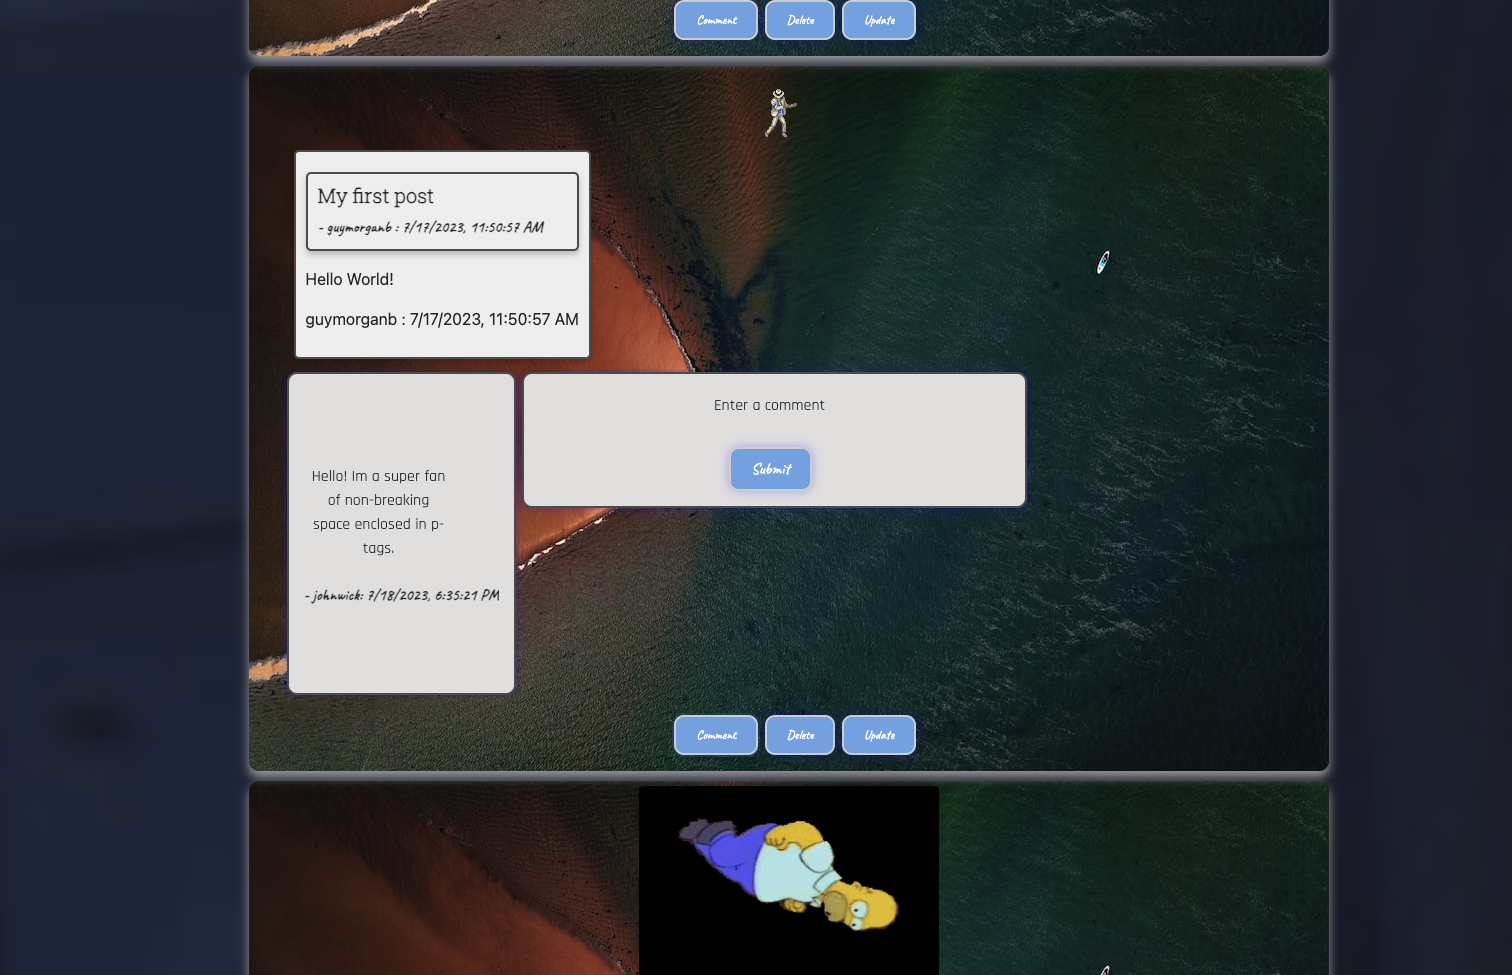 Comment Delete Update
My first post
- guymorganb : 7/17/2023, 11:50:57 AM
Hello World!
guymorganb : 7/17/2023, 11:50:57 AM
Enter a comment
Submit
Hello! Im a super fan
of non-breaking
space enclosed in p-
tags.
- johnwick: 7/18/2023, 6:35:21 PM
Comment Delete Update